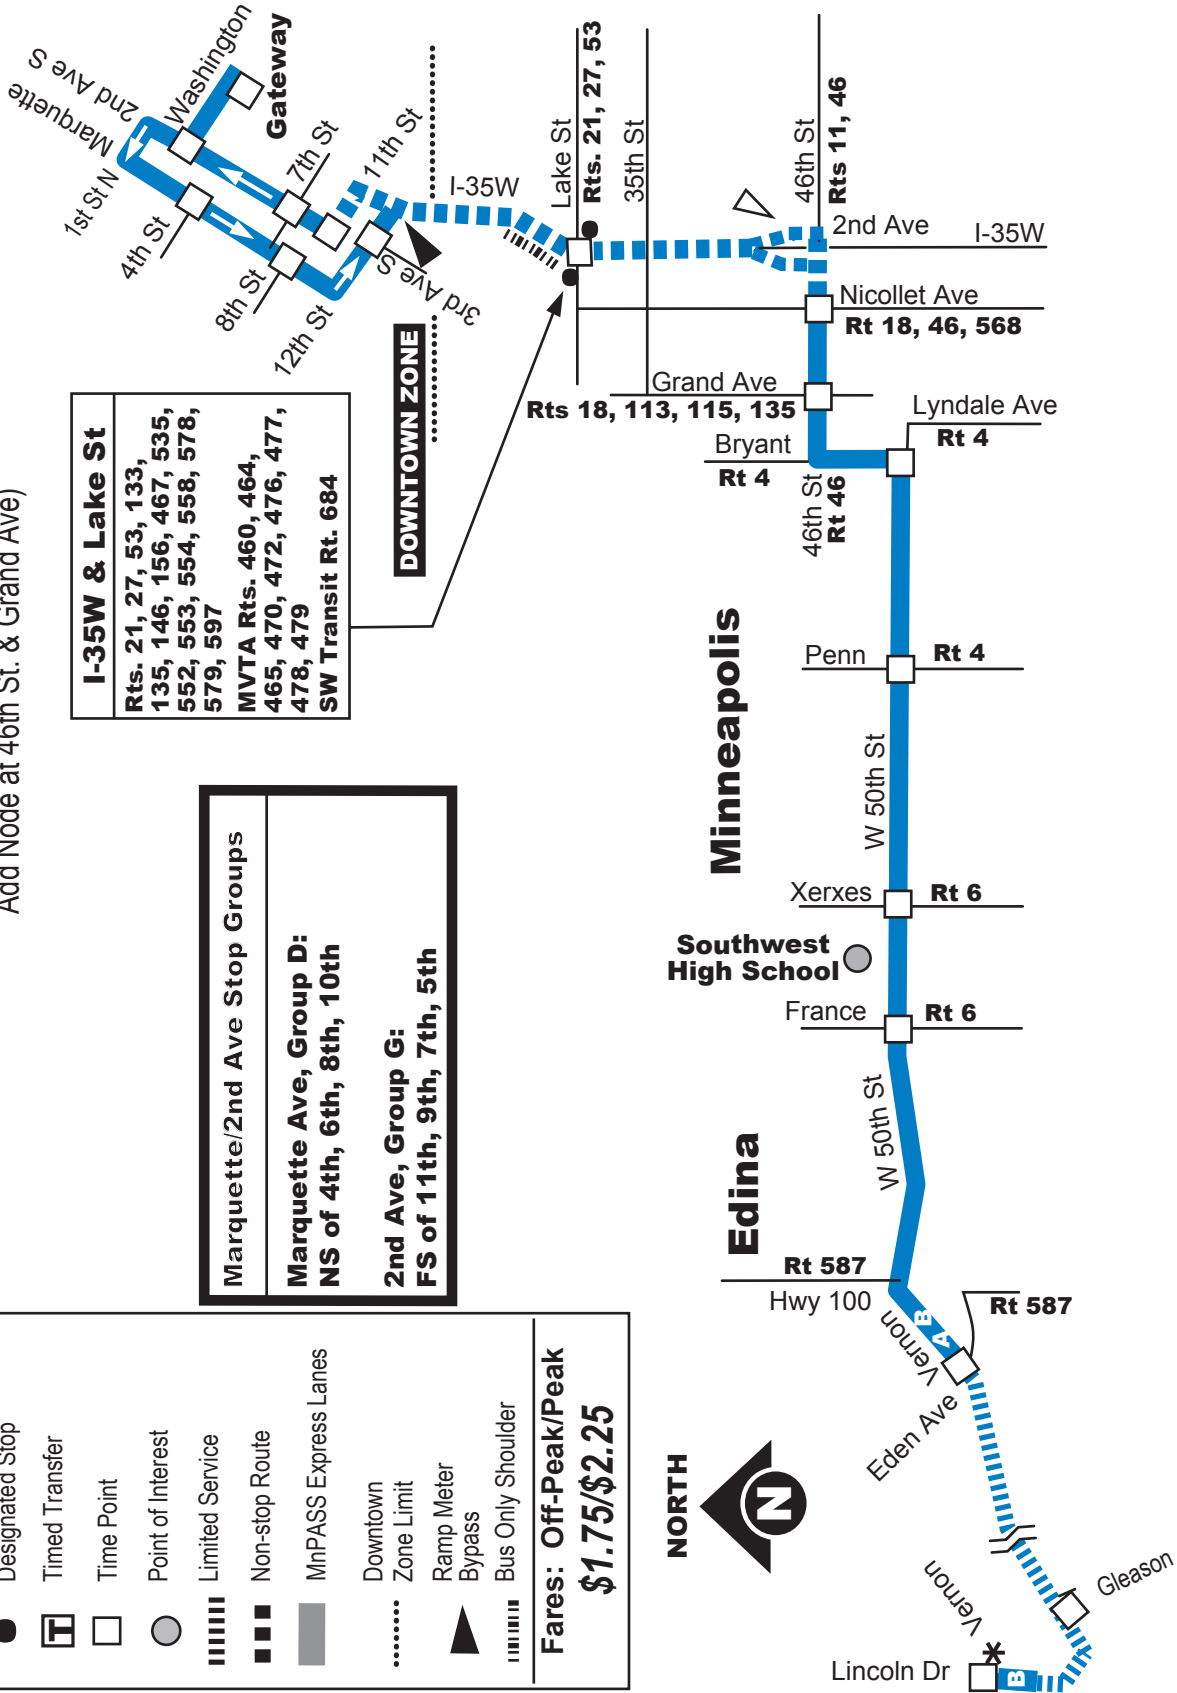 Add Node at 46th St. & Grand Ave)
Marquette
2nd Ave S
Washington
Gateway
1st St N
4th St
7th St
8th St
11th St
12th St
3rd Ave S
I-35W
DOWNTOWN ZONE
Lake St
Rts. 21, 27, 53
35th St
46th St
Rts 11, 46
2nd Ave
I-35W
Nicollet Ave
Rt 18, 46, 568
Grand Ave
Rts 18, 113, 115, 135
Bryant
Rt 4
Lyndale Ave
Rt 4
46th St
Rt 46
I-35W & Lake St
Rts. 21, 27, 53, 133,
135, 146, 156, 467, 535,
552, 553, 554, 558, 578,
579, 597
MVTA Rts. 460, 464,
465, 470, 472, 476, 477,
478, 479
SW Transit Rt. 684
Minneapolis
Penn
Rt 4
W 50th St
Xerxes
Rt 6
Southwest
High School
France
Rt 6
W 50th St
Edina
Rt 587
Hwy 100
Vernon
A B
Rt 587
Eden Ave
Gleason
Vernon
Lincoln Dr
B
*
Marquette/2nd Ave Stop Groups
Marquette Ave, Group D:
NS of 4th, 6th, 8th, 10th
2nd Ave, Group G:
FS of 11th, 9th, 7th, 5th
Designated Stop
T Timed Transfer
Time Point
Point of Interest
Limited Service
Non-stop Route
MnPASS Express Lanes
Downtown
Zone Limit
Ramp Meter
Bypass
Bus Only Shoulder
Fares: Off-Peak/Peak
$1.75/$2.25
NORTH
N